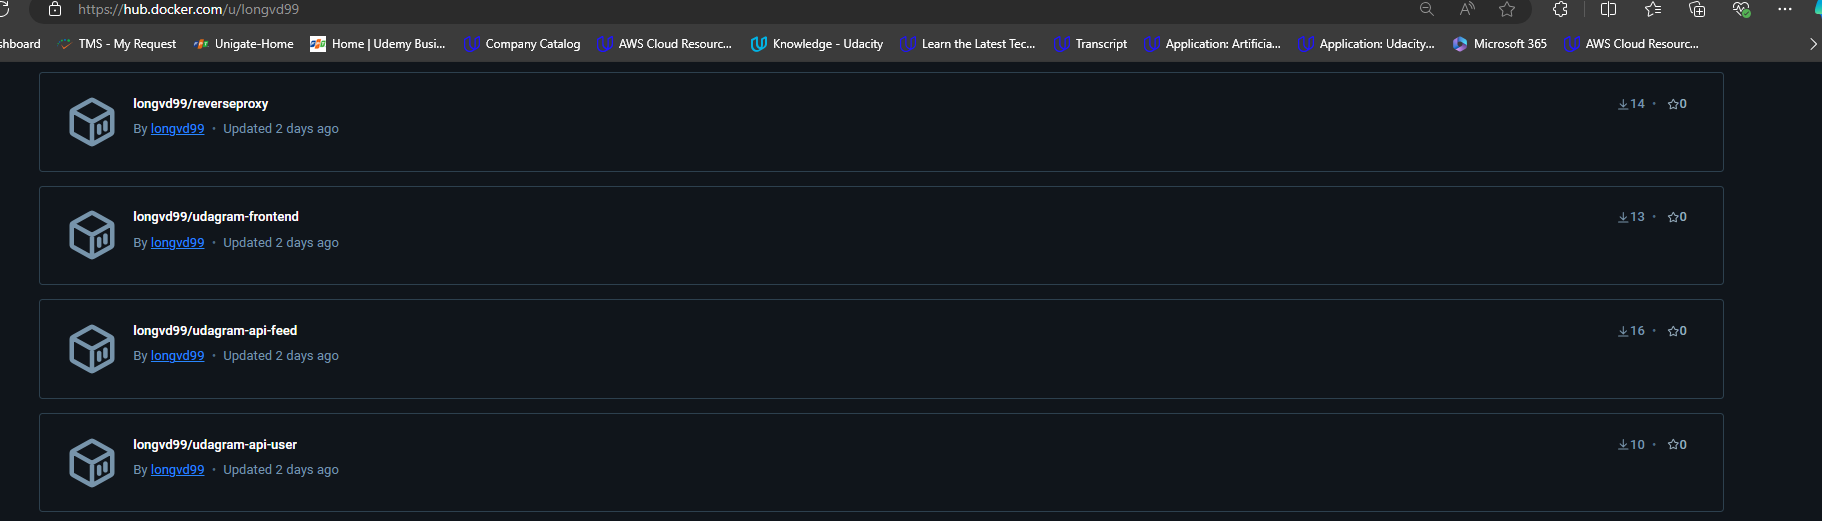 https://hub.docker.com/u/longvd99
shboard TMS - My Request Unigate-Home Home | Udemy Busi... Company Catalog AWS Cloud Resourc... Knowledge - Udacity Learn the Latest Tec... Transcript Application: Artificia... Application: Udacity... Microsoft 365 AWS Cloud Resourc...
longvd99/reverseproxy 14 • 0
By longvd99 • Updated 2 days ago
longvd99/udagram-frontend 13 • 0
By longvd99 • Updated 2 days ago
longvd99/udagram-api-feed 16 • 0
By longvd99 • Updated 2 days ago
longvd99/udagram-api-user 10 • 0
By longvd99 • Updated 2 days ago